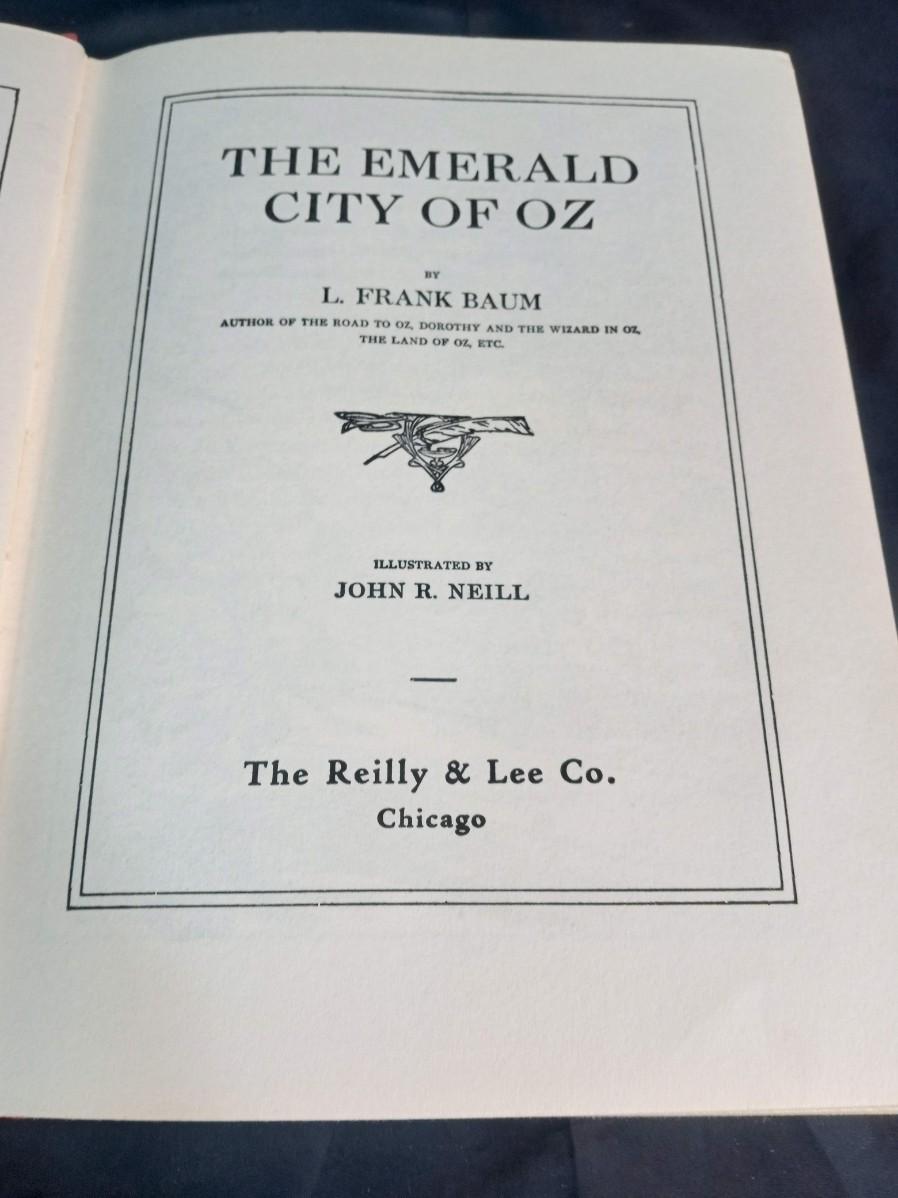 THE EMERALD
CITY OF OZ
BY
L. FRANK BAUM
AUTHOR OF THE ROAD TO OZ, DOROTHY AND THE WIZARD IN OZ,
THE LAND OF OZ, ETC.
ILLUSTRATED BY
JOHN R. NEILL
The Reilly & Lee Co.
Chicago